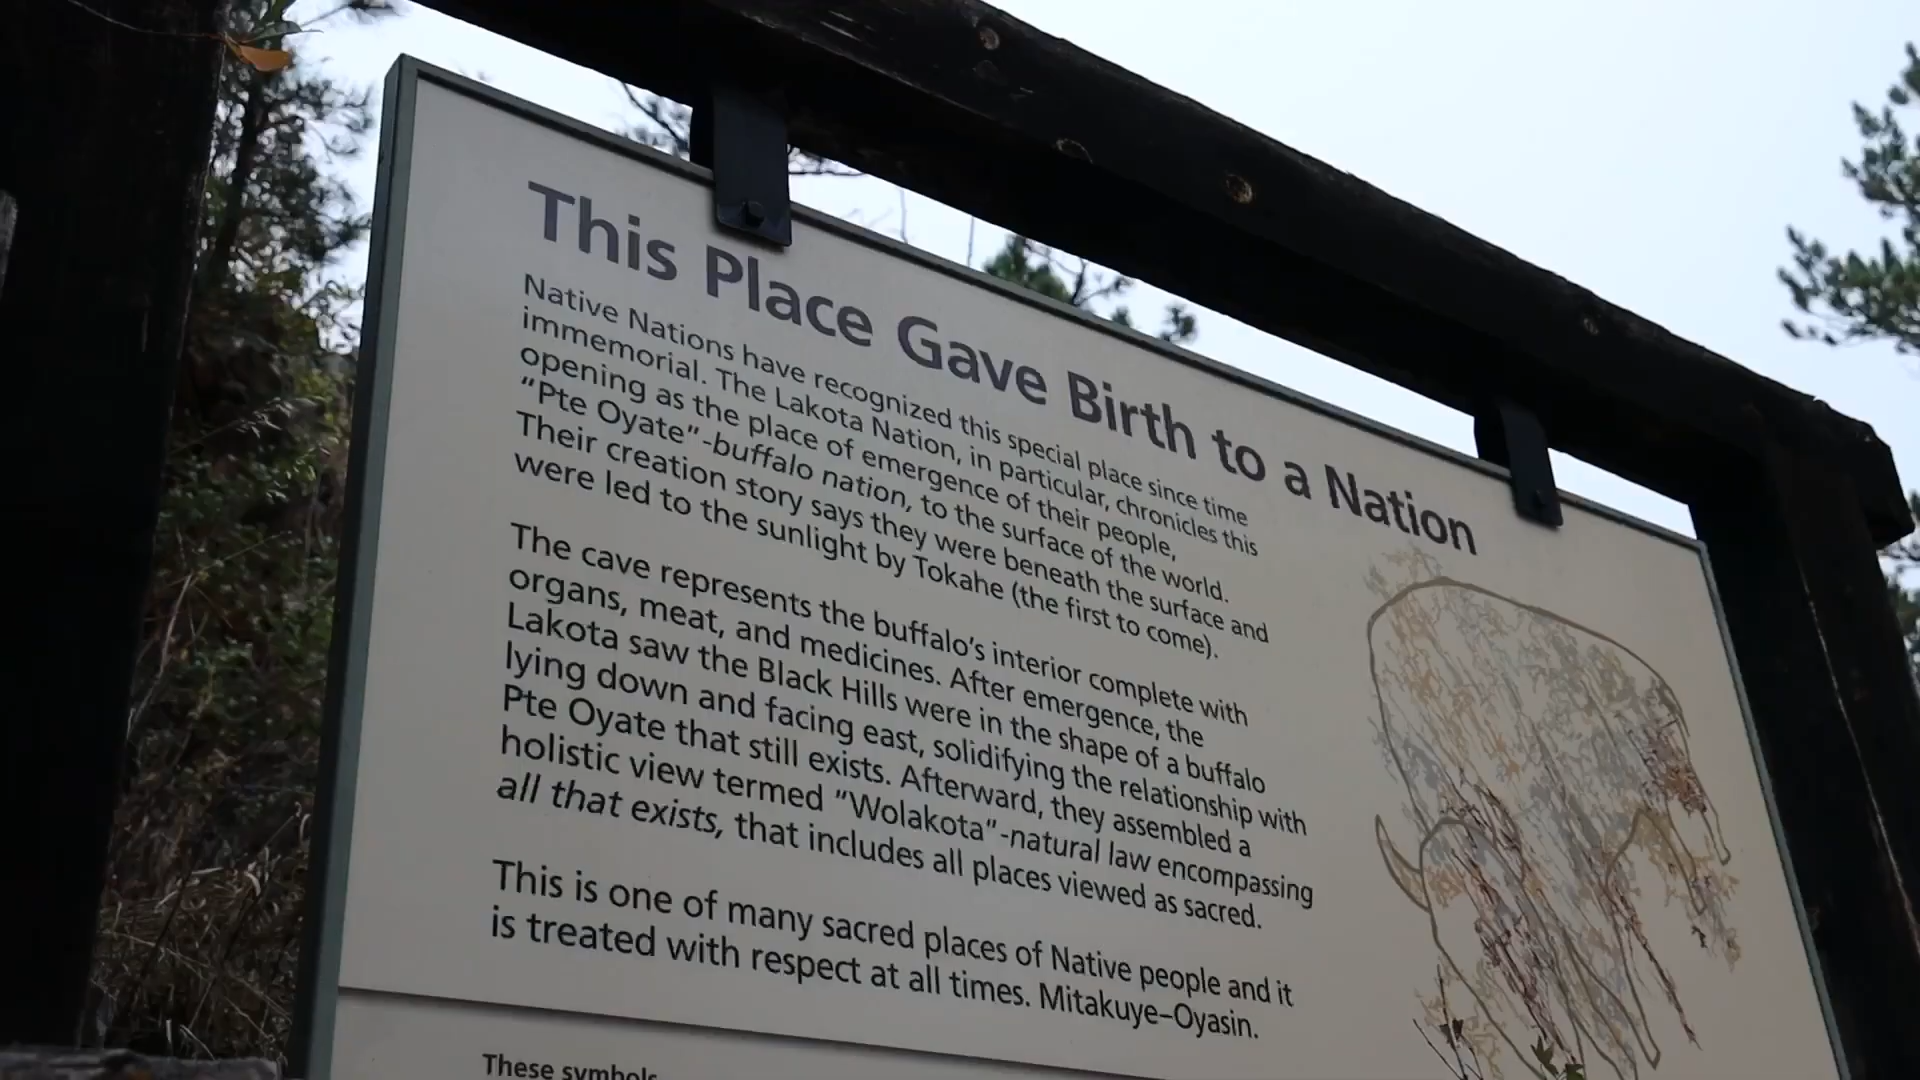 This Place Gave Birth to a Nation
Native Nations have recognized this special place since time
immemorial. The Lakota Nation, in particular, chronicles this
opening as the place of emergence of their people,
“Pte Oyate”-buffalo nation, to the surface of the world.
Their creation story says they were beneath the surface and
were led to the sunlight by Tokahe (the first to come).
The cave represents the buffalo’s interior complete with
organs, meat, and medicines. After emergence, the
Lakota saw the Black Hills were in the shape of a buffalo
lying down and facing east, solidifying the relationship with
Pte Oyate that still exists. Afterward, they assembled a
holistic view termed “Wolakota”-natural law encompassing
all that exists, that includes all places viewed as sacred.
This is one of many sacred places of Native people and it
is treated with respect at all times. Mitakuye–Oyasin.
These symbols